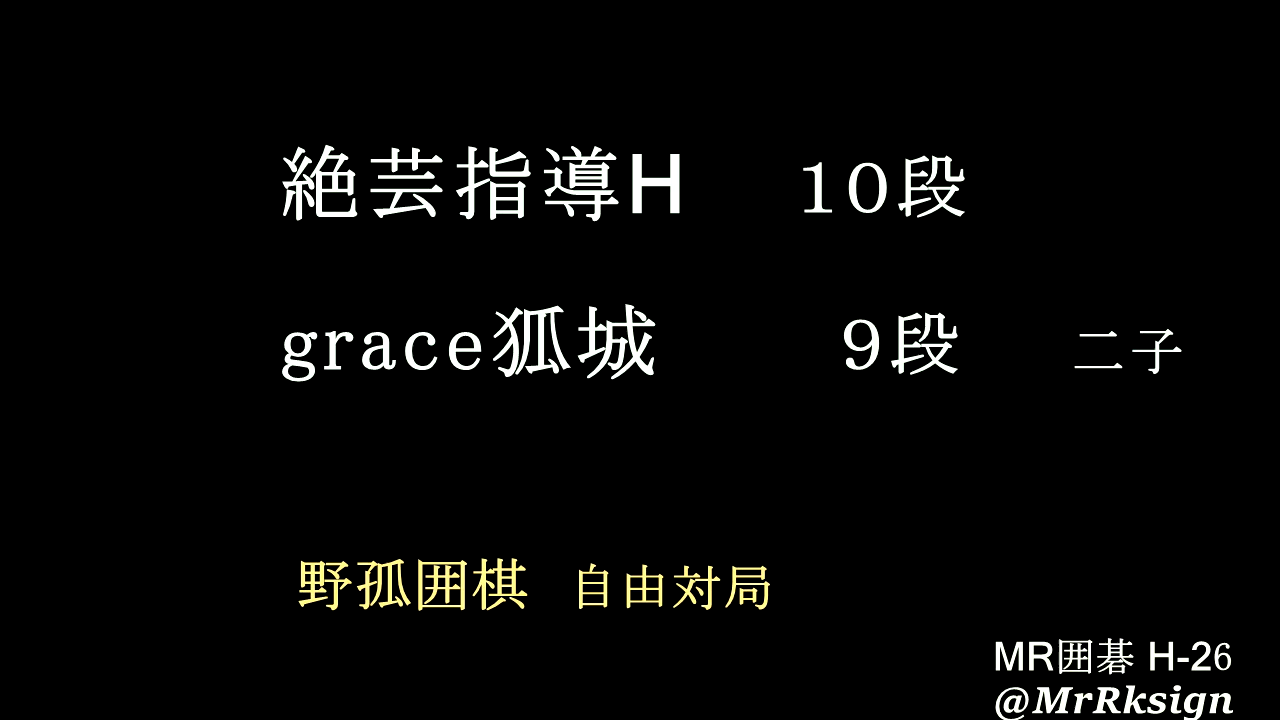 絶芸指導H 10段
grace狐城 9段 二子
野孤囲棋 自由対局
MR囲碁 H-26
@MrRksign